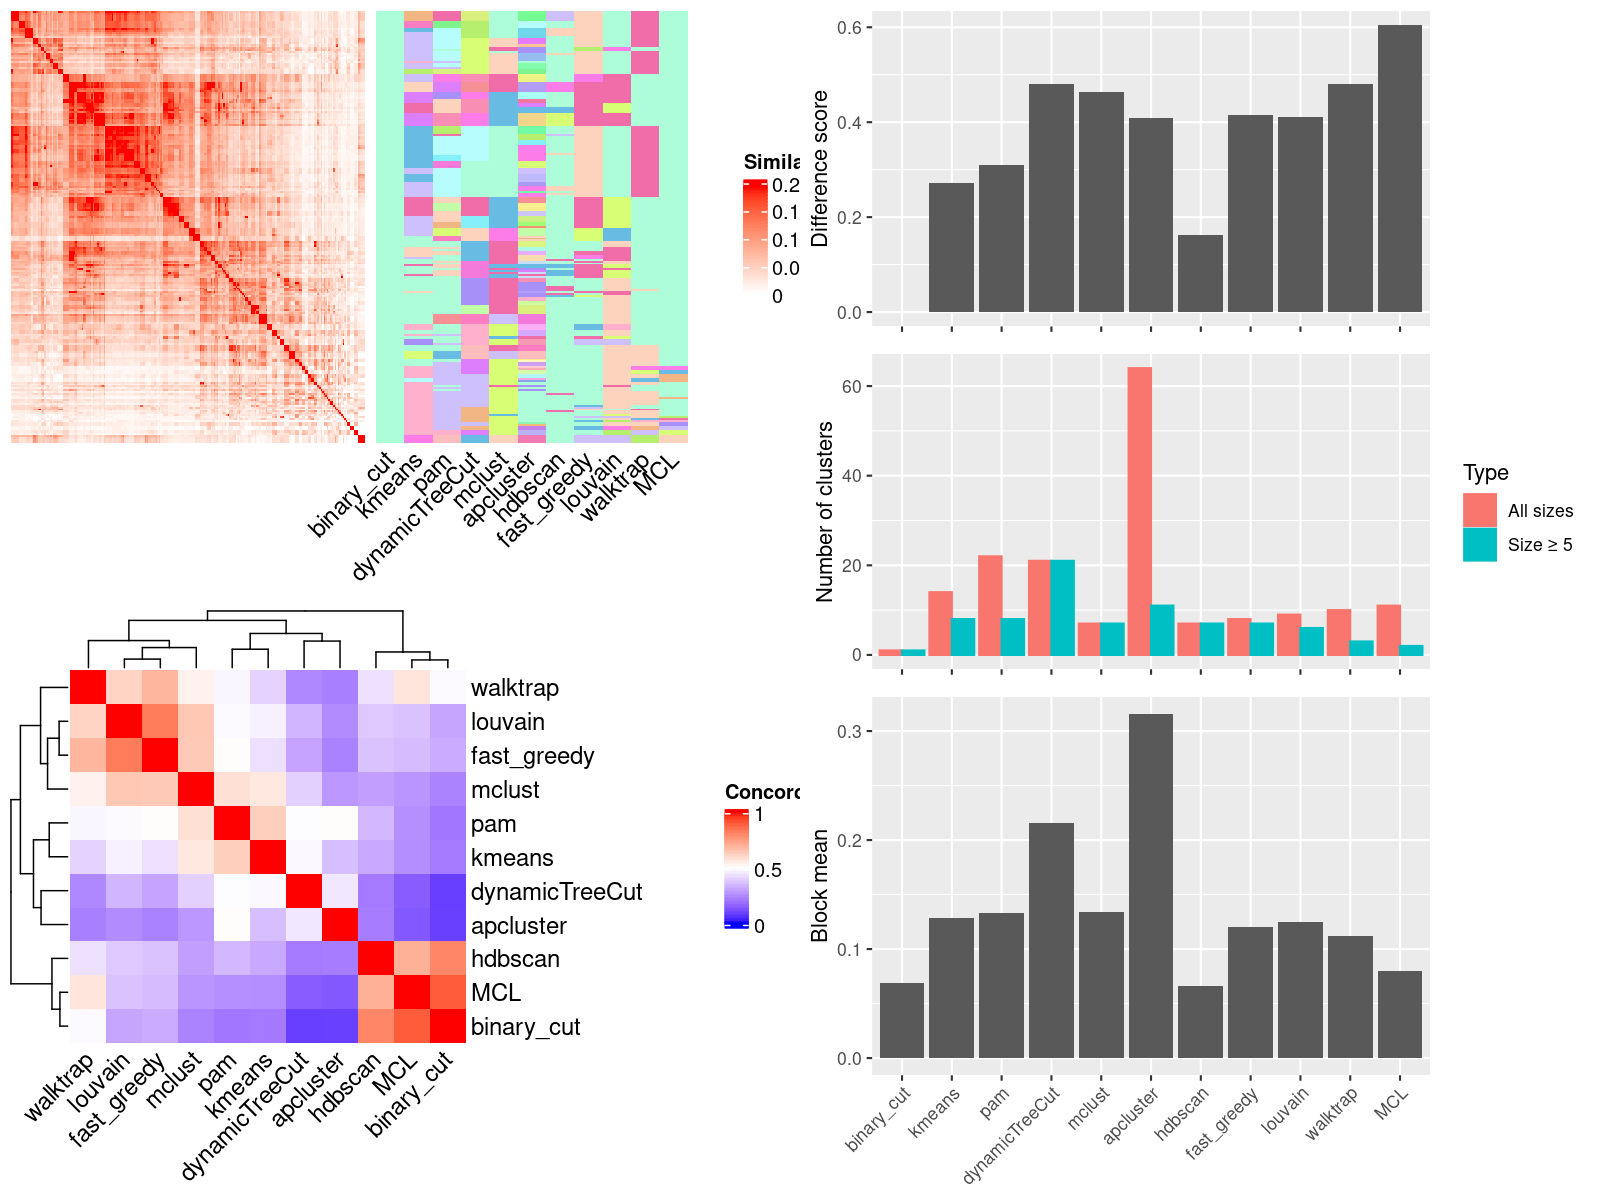 Simila
0.2
0.1
0.1
0.0
0
binary_cut
kmeans
pam
dynamicTreeCut
mclust
apcluster
hdbscan
fast_greedy
louvain
walktrap
MCL
walktrap
louvain
fast_greedy
mclust
pam
kmeans
dynamicTreeCut
apcluster
hdbscan
MCL
binary_cut
walktrap
louvain
fast_greedy
mclust
pam
kmeans
dynamicTreeCut
apcluster
hdbscan
MCL
binary_cut
Concord
1
0.5
0
Difference score
0.6
0.4
0.2
0.0
Number of clusters
60
40
20
0
Type
All sizes
Size ≥ 5
Block mean
0.3
0.2
0.1
0.0
binary_cut
kmeans
pam
dynamicTreeCut
mclust
apcluster
hdbscan
fast_greedy
louvain
walktrap
MCL